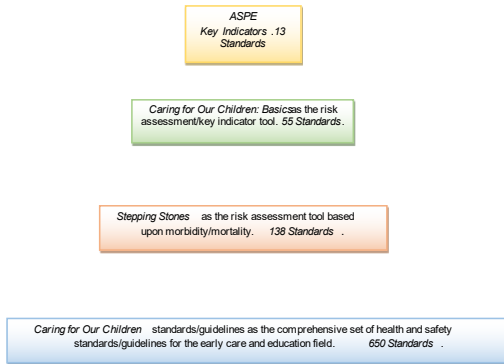 ASPE
Key Indicators .13
Standards
Caring for Our Children: Basicsas the risk
assessment/key indicator tool. 55 Standards.
Stepping Stones as the risk assessment tool based
upon morbidity/mortality. 138 Standards .
Caring for Our Children standards/guidelines as the comprehensive set of health and safety
standards/guidelines for the early care and education field. 650 Standards .